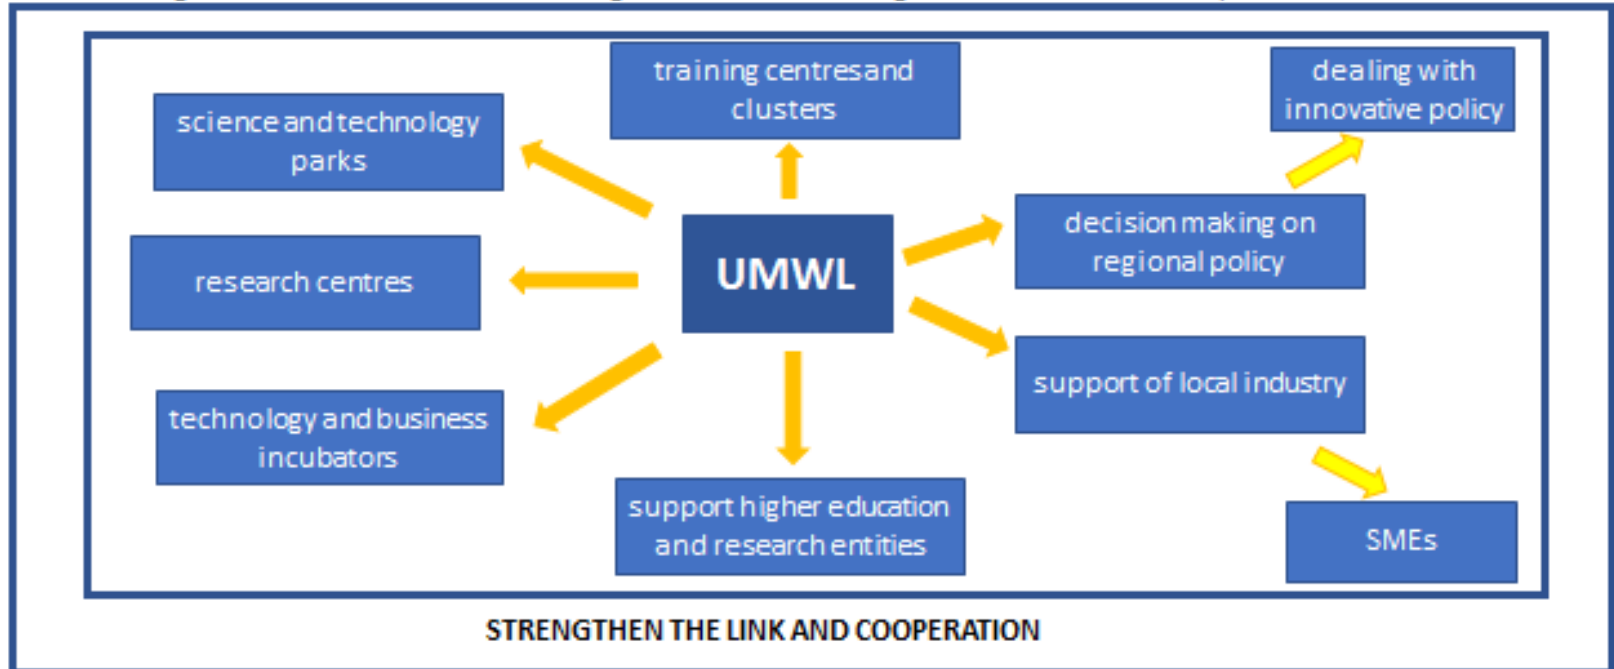 training centres and
clusters
dealing with
innovative policy
science and technology
parks
decision making on
regional policy
UMWL
research centres
support of local industry
technology and business
incubators
support higher education
and research entities
SMEs
STRENGTHEN THE LINK AND COOPERATION